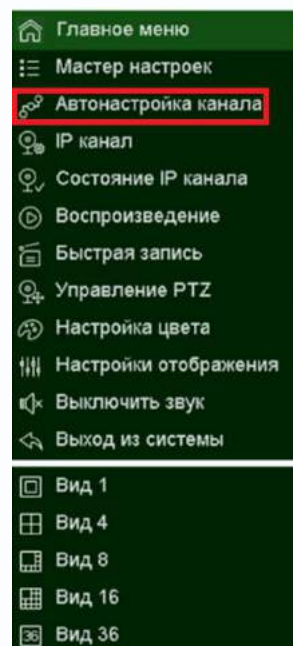 Главное меню
Мастер настроек
Автонастройка канала
IP канал
Состояние IP канала
Воспроизведение
Быстрая запись
Управление PTZ
Настройка цвета
Настройки отображения
Выключить звук
Выход из системы
Вид 1
Вид 4
Вид 8
Вид 16
36 Вид 36